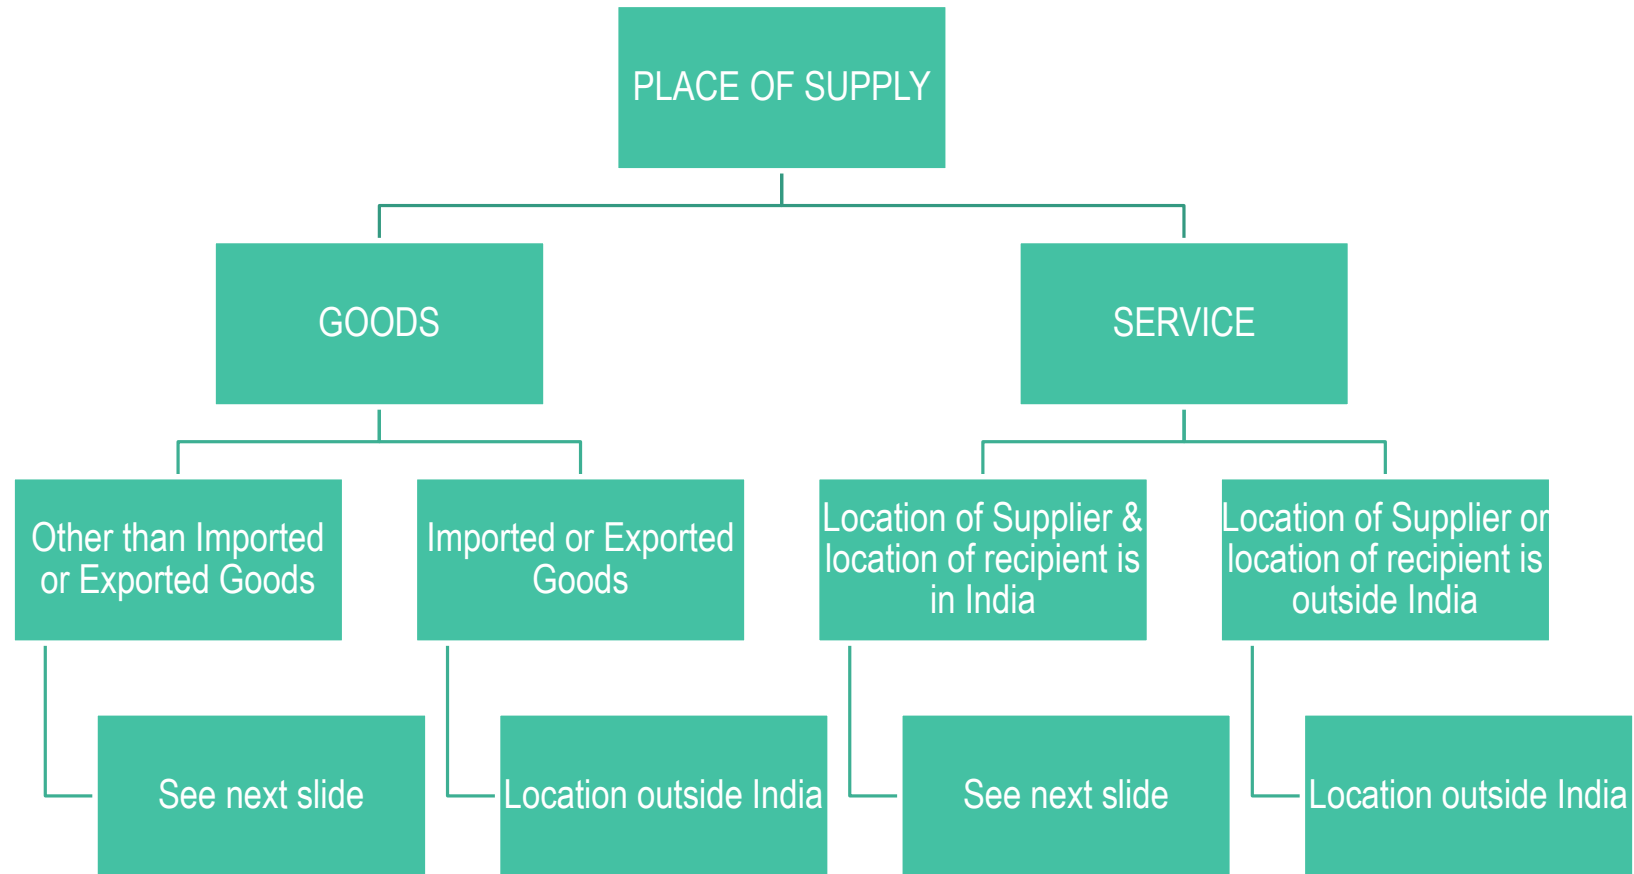 PLACE OF SUPPLY
GOODS
SERVICE
Other than Imported
or Exported Goods
Imported or Exported
Goods
Location of Supplier &
location of recipient is
in India
Location of Supplier or
location of recipient is
outside India
See next slide
Location outside India
See next slide
Location outside India